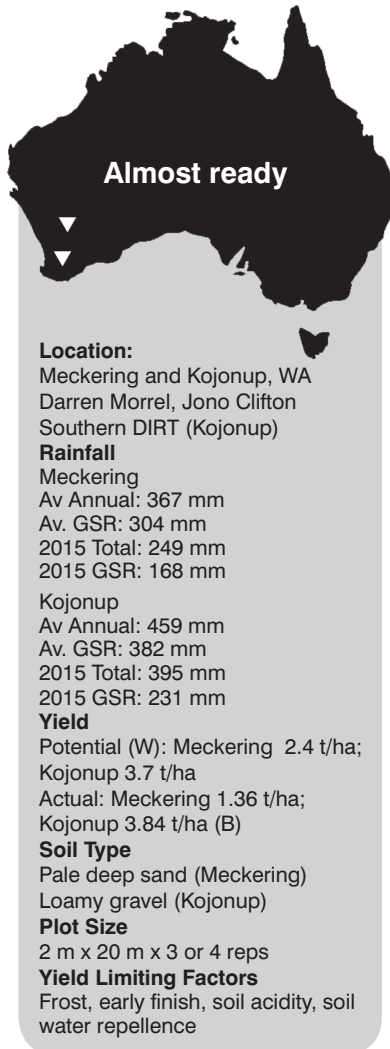 Almost ready
Location:
Meckering and Kojonup, WA
Darren Morrel, Jono Clifton
Southern DIRT (Kojonup)
Rainfall
Meckering
Av Annual: 367 mm
Av. GSR: 304 mm
2015 Total: 249 mm
2015 GSR: 168 mm
Kojonup
Av Annual: 459 mm
Av. GSR: 382 mm
2015 Total: 395 mm
2015 GSR: 231 mm
Yield
Potential (W): Meckering 2.4 t/ha;
Kojonup 3.7 t/ha
Actual: Meckering 1.36 t/ha;
Kojonup 3.84 t/ha (B)
Soil Type
Pale deep sand (Meckering)
Loamy gravel (Kojonup)
Plot Size
2 m x 20 m x 3 or 4 reps
Yield Limiting Factors
Frost, early finish, soil acidity, soil
water repellence